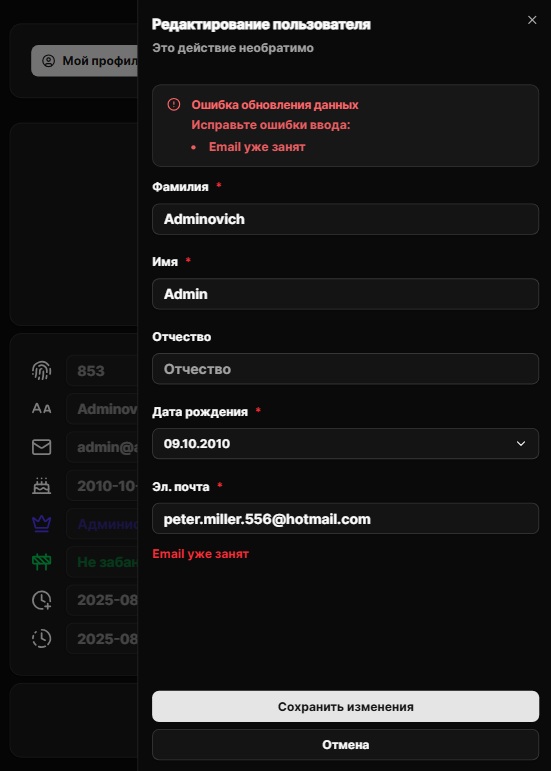 Редактирование пользователя
Это действие необратимо
Мой профил
Ошибка обновления данных
Исправьте ошибки ввода:
• Email уже занят
Фамилия *
Adminovich
Имя *
Admin
Отчество
Отчество
Дата рождения *
09.10.2010
Эл. почта *
peter.miller.556@hotmail.com
Email уже занят
Сохранить изменения
Отмена
853
AA
Adminov
admin@a
2010-10-
Админис
Не забан
2025-08
2025-08